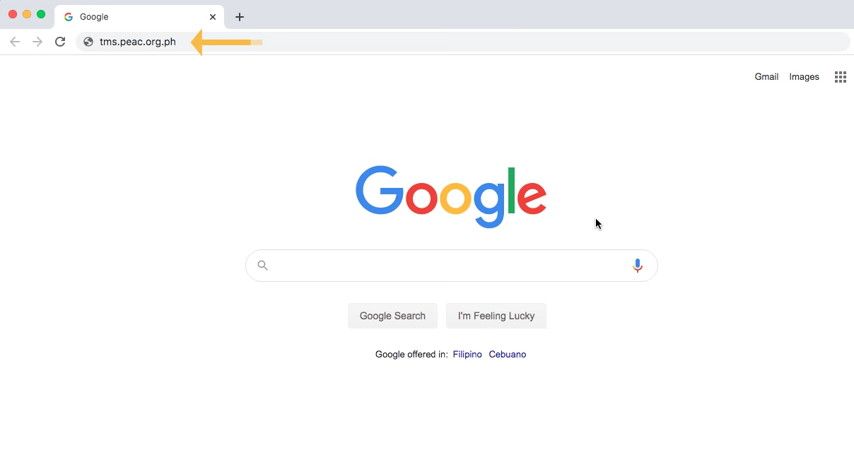 Google
tms.peac.org.ph
Gmail Images
Google
Google Search I'm Feeling Lucky
Google offered in: Filipino Cebuano